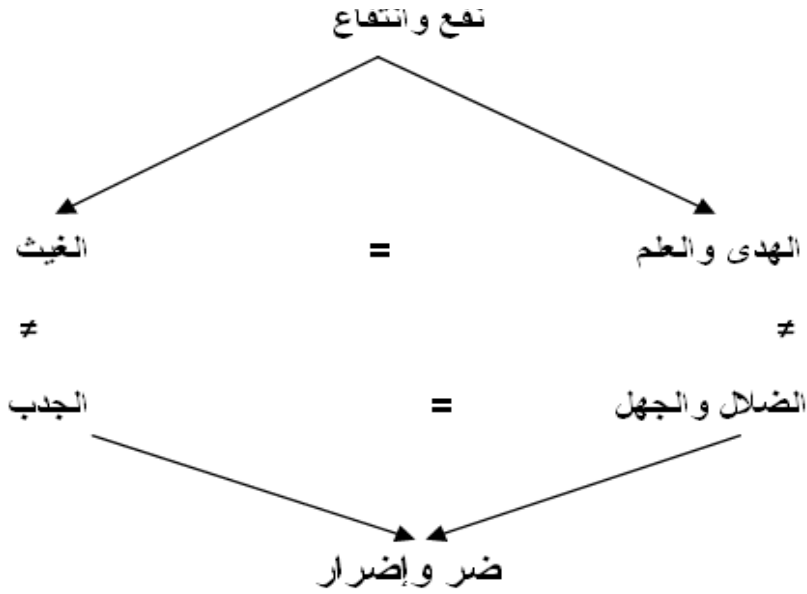 نفع وانتفاع
الهدى والعلم = الغيث
≠ ≠
الضلال والجهل = الجدب
ضر وإضرار